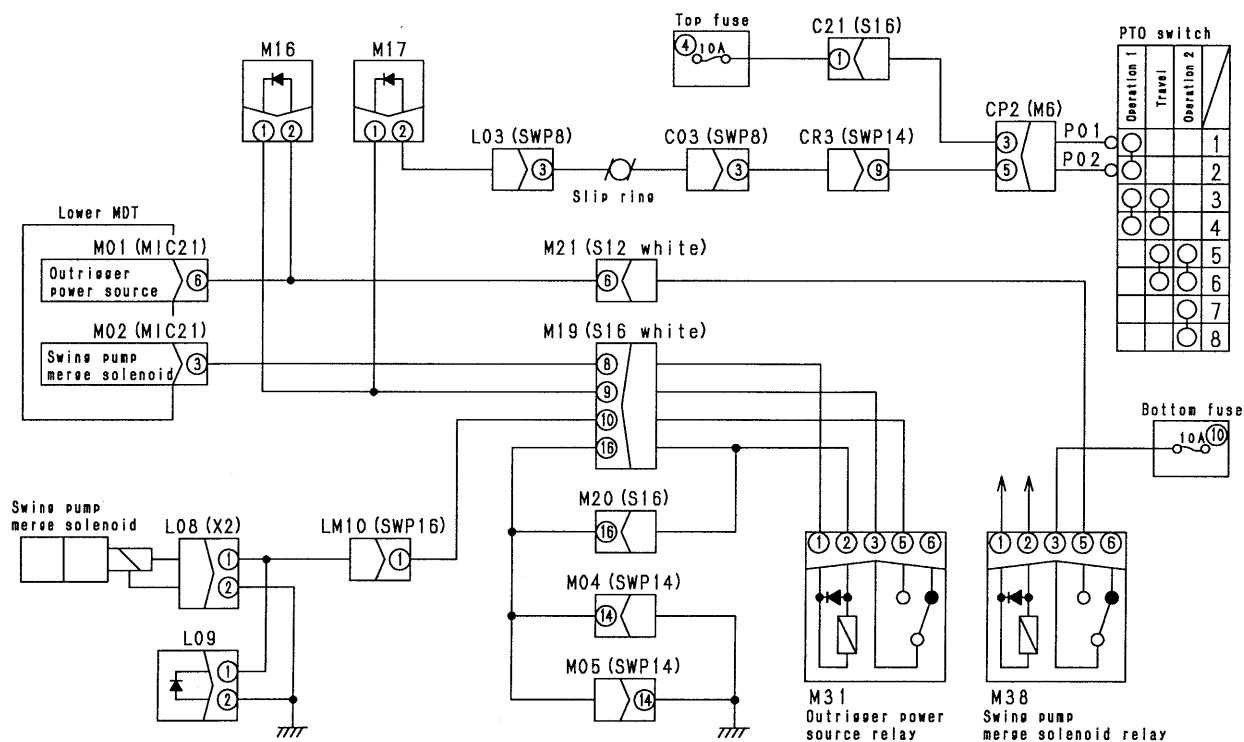 Top fuse
④ 10A
C21 (S16)
①
PTO switch
Operation 1
Travel
Operation 2
1
2
3
4
5
6
7
8
M16
① ②
M17
① ②
L03 (SWP8)
③
Slip ring
C03 (SWP8)
③
CR3 (SWP14)
⑨
CP2 (M6)
③
⑤
P01
P02
Lower MDT
M01 (MIC21)
Outrigger
power source
⑥
M21 (S12 white)
⑥
M02 (MIC21)
Swing pump
merge solenoid
③
M19 (S16 white)
⑧
⑨
⑩
⑯
Bottom fuse
10A ⑩
Swing pump
merge solenoid
L08 (X2)
①
②
LM10 (SWP16)
①
M20 (S16)
⑯
M04 (SWP14)
⑭
M05 (SWP14)
⑭
L09
①
②
① ② ③ ⑤ ⑥
M31
Outrigger power
source relay
① ② ③ ⑤ ⑥
M38
Swing pump
merge solenoid relay